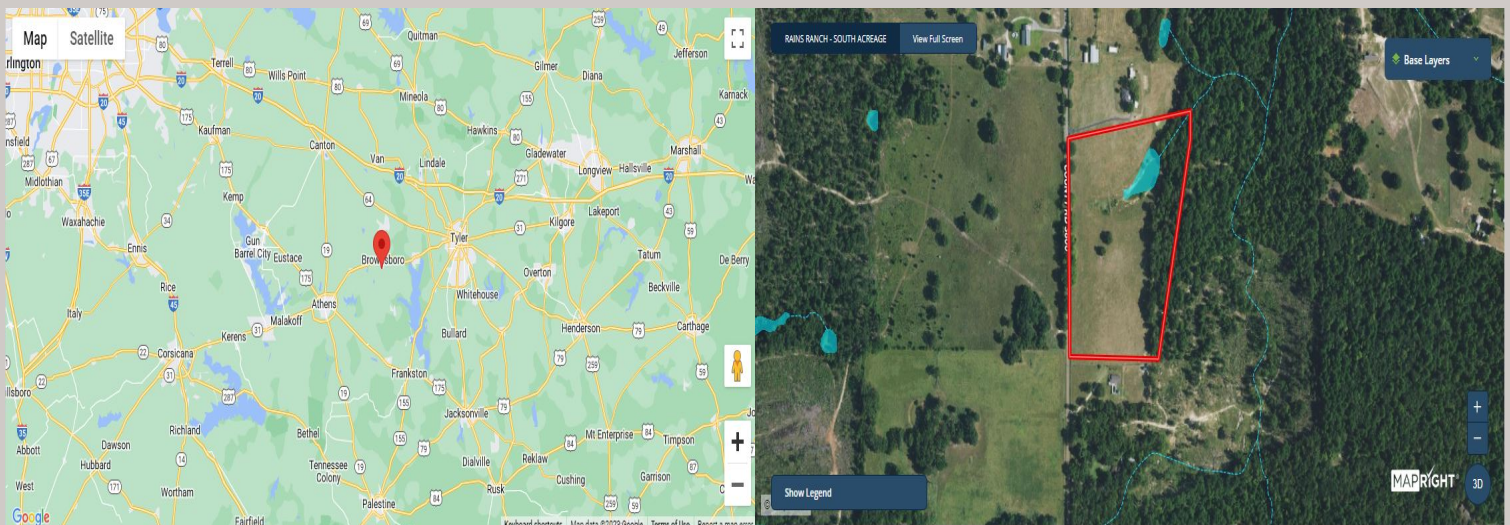 Map
Satellite
rlington
Terrell
Wills Point
Quitman
Gilmer
Diana
Jefferson
Mineola
Karnack
Kaufman
Hawkins
nsfield
Canton
Van
Lindale
Gladewater
Longview
Hallsville
Marshall
Midlothian
Kemp
Waxahachie
Lakeport
Kilgore
Ennis
Gun
Barrel City
Eustace
Tyler
Tatum
De Berry
Overton
Rice
Athens
Whitehouse
Beckville
Italy
Malakoff
Kerens
Bullard
Henderson
Carthage
Corsicana
Frankston
llsboro
Jacksonville
Richland
Bethel
Mt Enterprise
Timpson
Abbott
Dawson
Hubbard
Tennessee
Colony
Dialville
Reklaw
Garrison
West
Wortham
Rusk
Cushing
Palestine
Fairfield
Google
RAINS RANCH - SOUTH ACREAGE
View Full Screen
Base Layers
Show Legend
MAPRIGHT
3D